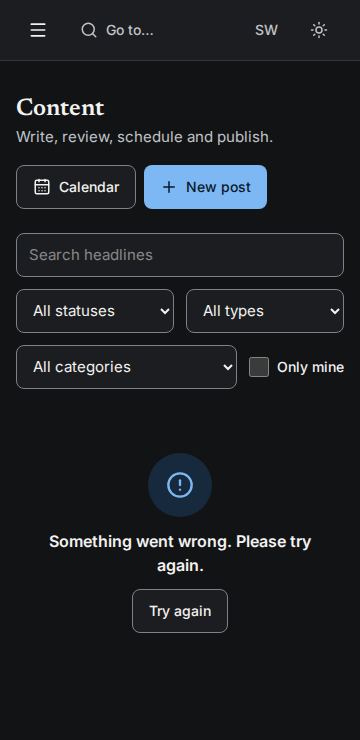 Go to...
SW
Content
Write, review, schedule and publish.
Calendar
New post
Search headlines
All statuses
All types
All categories
Only mine
Something went wrong. Please try
again.
Try again